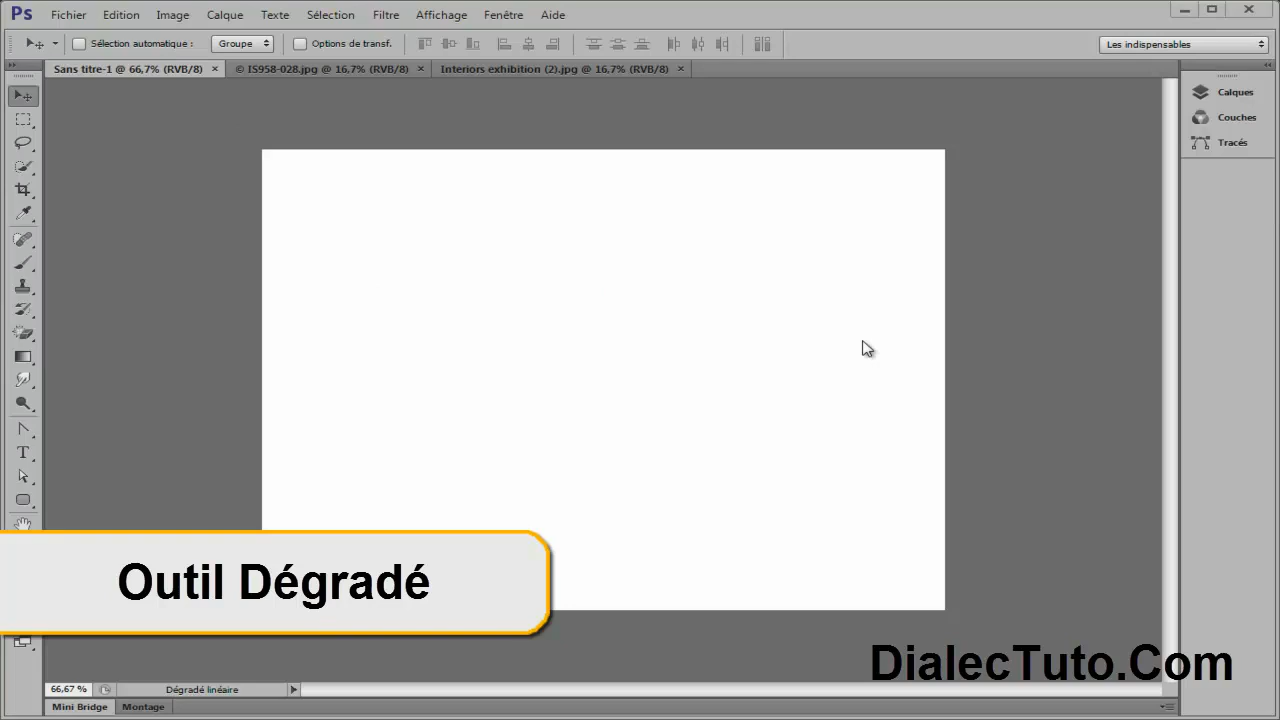 Ps Fichier Edition Image Calque Texte Sélection Filtre Affichage Fenêtre Aide
Sélection automatique : Groupe Options de transf. Les indispensables
Sans titre-1 @ 66,7% (RVB/8) × © IS958-028.jpg @ 16,7% (RVB/8) × Interiors exhibition (2).jpg @ 16,7% (RVB/8) ×
Calques
Couches
Tracés
Outil Dégradé
DialecTuto.Com
66,67 % Dégradé linéaire
Mini Bridge Montage